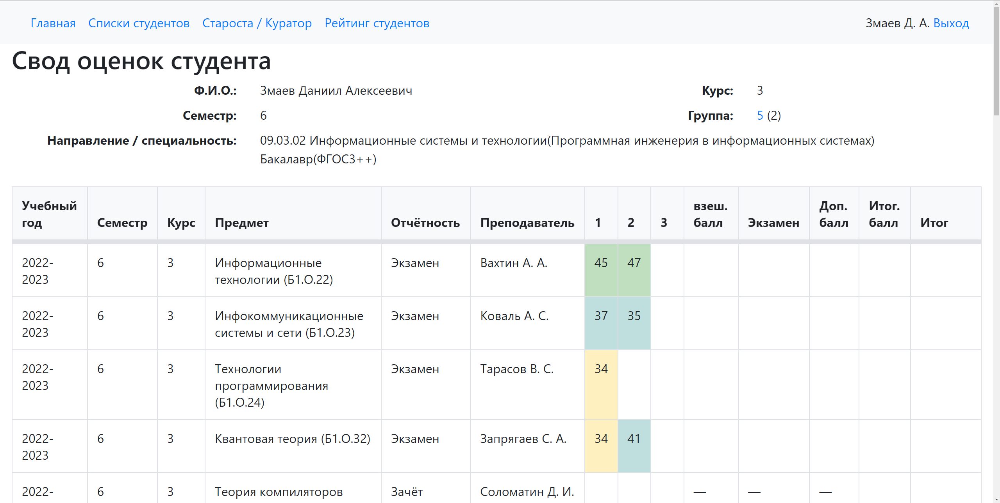 Главная Списки студентов Староста / Куратор Рейтинг студентов Змаев Д. А. Выход
Свод оценок студента
Ф.И.О.: Змаев Даниил Алексеевич Курс: 3
Семестр: 6 Группа: 5 (2)
Направление / специальность: 09.03.02 Информационные системы и технологии(Программная инженерия в информационных системах)
Бакалавр(ФГОС3++)
Учебный год Семестр Курс Предмет Отчётность Преподаватель 1 2 3 взеш. балл Экзамен Доп. балл Итог. балл Итог
2022- 6 3 Информационные Экзамен Вахтин А. А. 45 47
2023 технологии (Б1.О.22)
2022- 6 3 Инфокоммуникационные Экзамен Коваль А. С. 37 35
2023 системы и сети (Б1.О.23)
2022- 6 3 Технологии Экзамен Тарасов В. С. 34
2023 программирования
(Б1.О.24)
2022- 6 3 Квантовая теория (Б1.О.32) Экзамен Запрягаев С. А. 34 41
2023
2022- 6 3 Теория компиляторов Зачёт Соломатин Д. И. — — —